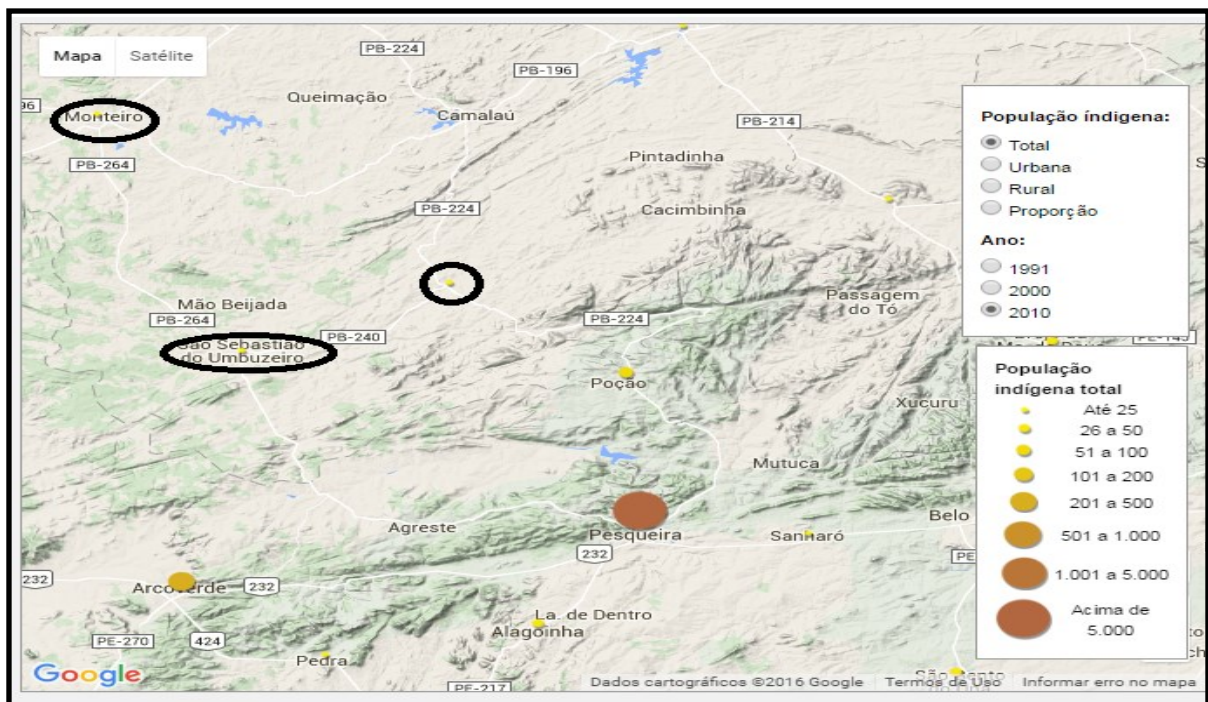 Mapa Satélite
PB-224
PB-196
96
Queimação
Monteiro
Camalaú
PB-214
PB-264
Pintadinha
PB-224
Cacimbinha
Mão Beijada
Passagem
do Tó
PB-264
PB-224
PB-240
São Sebastião
do Umbuzeiro
PE-145
Poção
Xucuru
Mutuca
Agreste
Pesqueira
Sanharó
Belo
PE
232
232
Arcoverde
232
La. de Dentro
Alagoinha
PE-270
424
Pedra
PE-217
População índigena:
Total
Urbana
Rural
Proporção
Ano:
1991
2000
2010
População
indígena total
Até 25
26 a 50
51 a 100
101 a 200
201 a 500
501 a 1.000
1.001 a 5.000
Acima de
5.000
Google
Dados cartográficos ©2016 Google Termos de Uso Informar erro no mapa